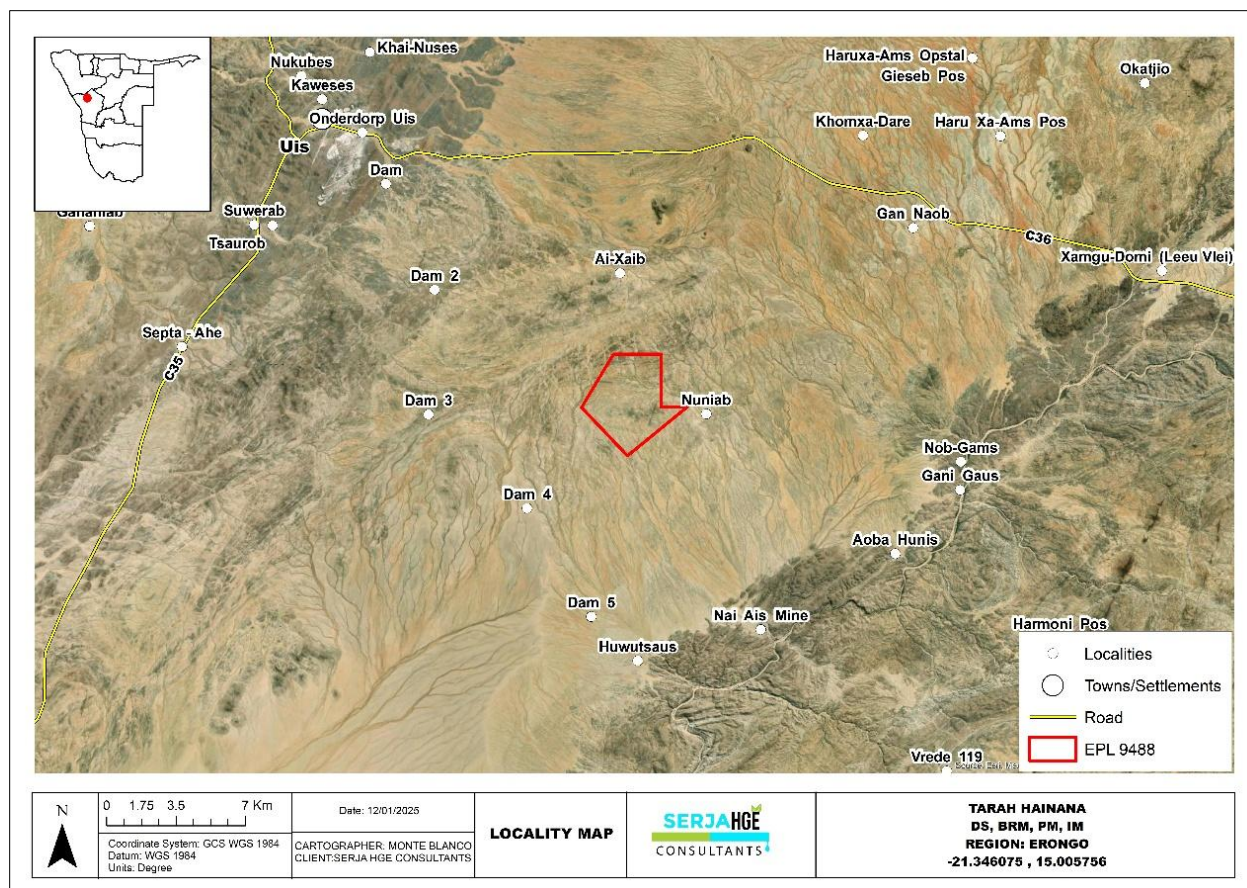 Khai-Nuses
Nukubes
Kaweses
Onderdorp Uis
Uis
Dam
Haruxa-Ams Opstal
Gieseb Pos
Okatjio
Khomxa-Dare
Haru Xa-Ams Pos
Suwerab
Tsaurob
Gan Naob
C36
Xamgu-Domi (Leeu Vlei)
Ai-Xaib
Dam 2
Septa - Ahe
C35
Dam 3
Nuniab
Nob-Gams
Gani Gaus
Dam 4
Aoba Hunis
Dam 5
Nai Ais Mine
Huwutsaus
Harmoni Pos
Vrede 119
Localities
Towns/Settlements
Road
EPL 9488
N
0 1.75 3.5 7 Km
Coordinate System: GCS WGS 1984
Datum: WGS 1984
Units: Degree
Date: 12/01/2025
CARTOGRAPHER: MONTE BLANCO
CLIENT:SERJA HGE CONSULTANTS
LOCALITY MAP
SERJA HGE
CONSULTANTS
TARAH HAINANA
DS, BRM, PM, IM
REGION: ERONGO
-21.346075 , 15.005756